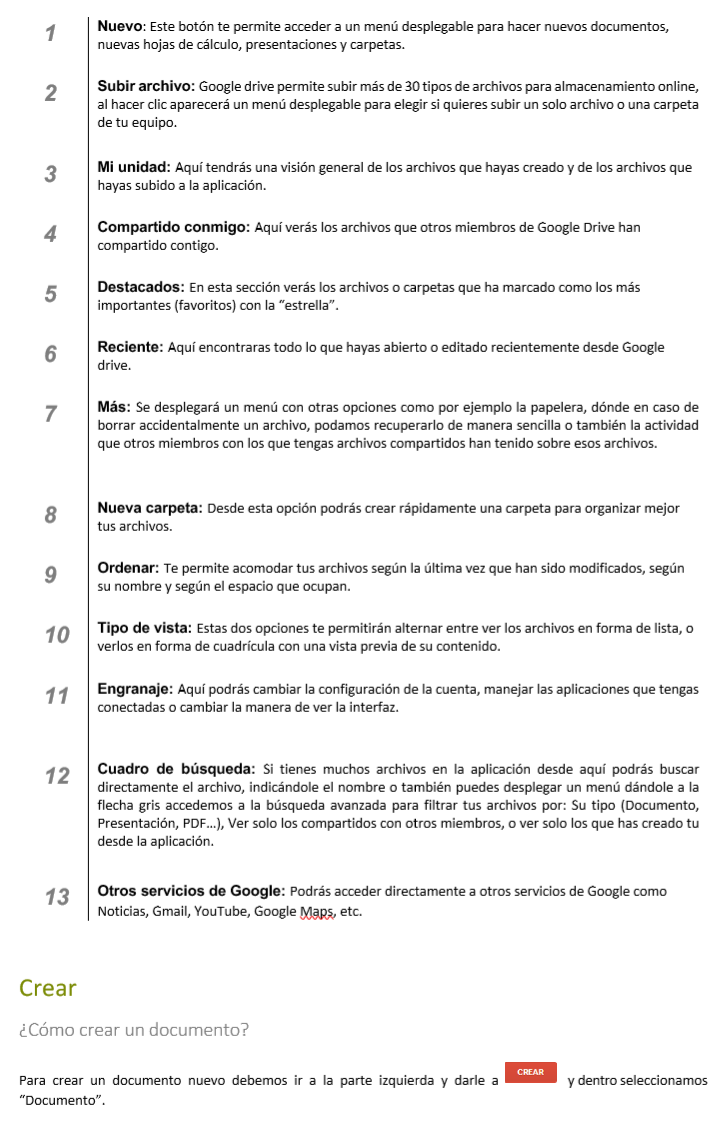 1
Nuevo: Este botón te permite acceder a un menú desplegable para hacer nuevos documentos,
nuevas hojas de cálculo, presentaciones y carpetas.
2
Subir archivo: Google drive permite subir más de 30 tipos de archivos para almacenamiento online,
al hacer clic aparecerá un menú desplegable para elegir si quieres subir un solo archivo o una carpeta
de tu equipo.
3
Mi unidad: Aquí tendrás una visión general de los archivos que hayas creado y de los archivos que
hayas subido a la aplicación.
4
Compartido conmigo: Aquí verás los archivos que otros miembros de Google Drive han
compartido contigo.
5
Destacados: En esta sección verás los archivos o carpetas que ha marcado como los más
importantes (favoritos) con la “estrella”.
6
Reciente: Aquí encontraras todo lo que hayas abierto o editado recientemente desde Google
drive.
7
Más: Se desplegará un menú con otras opciones como por ejemplo la papelera, dónde en caso de
borrar accidentalmente un archivo, podamos recuperarlo de manera sencilla o también la actividad
que otros miembros con los que tengas archivos compartidos han tenido sobre esos archivos.
8
Nueva carpeta: Desde esta opción podrás crear rápidamente una carpeta para organizar mejor
tus archivos.
9
Ordenar: Te permite acomodar tus archivos según la última vez que han sido modificados, según
su nombre y según el espacio que ocupan.
10
Tipo de vista: Estas dos opciones te permitirán alternar entre ver los archivos en forma de lista, o
verlos en forma de cuadrícula con una vista previa de su contenido.
11
Engranaje: Aquí podrás cambiar la configuración de la cuenta, manejar las aplicaciones que tengas
conectadas o cambiar la manera de ver la interfaz.
12
Cuadro de búsqueda: Si tienes muchos archivos en la aplicación desde aquí podrás buscar
directamente el archivo, indicándole el nombre o también puedes desplegar un menú dándole a la
flecha gris accedemos a la búsqueda avanzada para filtrar tus archivos por: Su tipo (Documento,
Presentación, PDF...), Ver solo los compartidos con otros miembros, o ver solo los que has creado tu
desde la aplicación.
13
Otros servicios de Google: Podrás acceder directamente a otros servicios de Google como
Noticias, Gmail, YouTube, Google Maps, etc.
Crear
¿Cómo crear un documento?
Para crear un documento nuevo debemos ir a la parte izquierda y darle a CREAR y dentro seleccionamos
“Documento”.